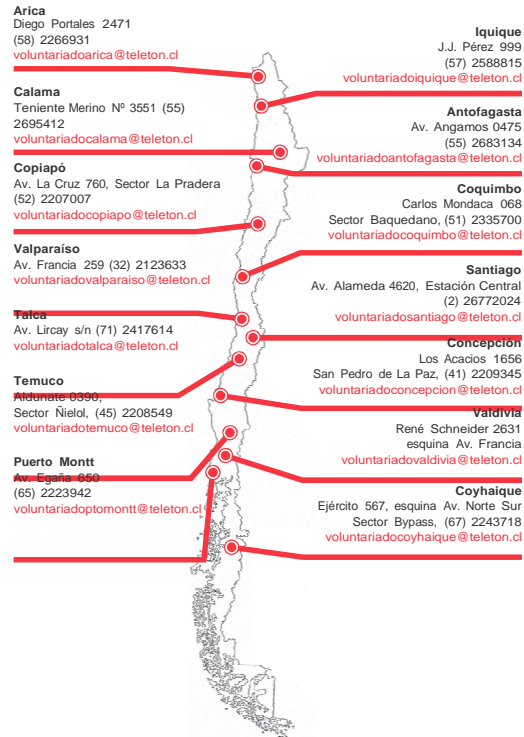 Arica
Diego Portales 2471
(58) 2266931
voluntariadoarica@teleton.cl
Calama
Teniente Merino Nº 3551 (55)
2695412
voluntariadocalama@teleton.cl
Copiapó
Av. La Cruz 760, Sector La Pradera
(52) 2207007
voluntariadocopiapo@teleton.cl
Valparaíso
Av. Francia 259 (32) 2123633
voluntariadovalparaiso@teleton.cl
Talca
Av. Lircay s/n (71) 2417614
voluntariadotalca@teleton.cl
Temuco
Aldunate 0390,
Sector Ñielol, (45) 2208549
voluntariadotemuco@teleton.cl
Puerto Montt
Av. Egaña 650
(65) 2223942
voluntariadoptomontt@teleton.cl
Iquique
J.J. Pérez 999
(57) 2588815
voluntariadoiquique@teleton.cl
Antofagasta
Av. Angamos 0475
(55) 2683134
voluntariadoantofagasta@teleton.cl
Coquimbo
Carlos Mondaca 068
Sector Baquedano, (51) 2335700
voluntariadocoquimbo@teleton.cl
Santiago
Av. Alameda 4620, Estación Central
(2) 26772024
voluntariadosantiago@teleton.cl
Concepción
Los Acacios 1656
San Pedro de La Paz, (41) 2209345
voluntariadoconcepcion@teleton.cl
Valdivia
René Schneider 2631
esquina Av. Francia
voluntariadovaldivia@teleton.cl
Coyhaique
Ejército 567, esquina Av. Norte Sur
Sector Bypass, (67) 2243718
voluntariadocoyhaique@teleton.cl